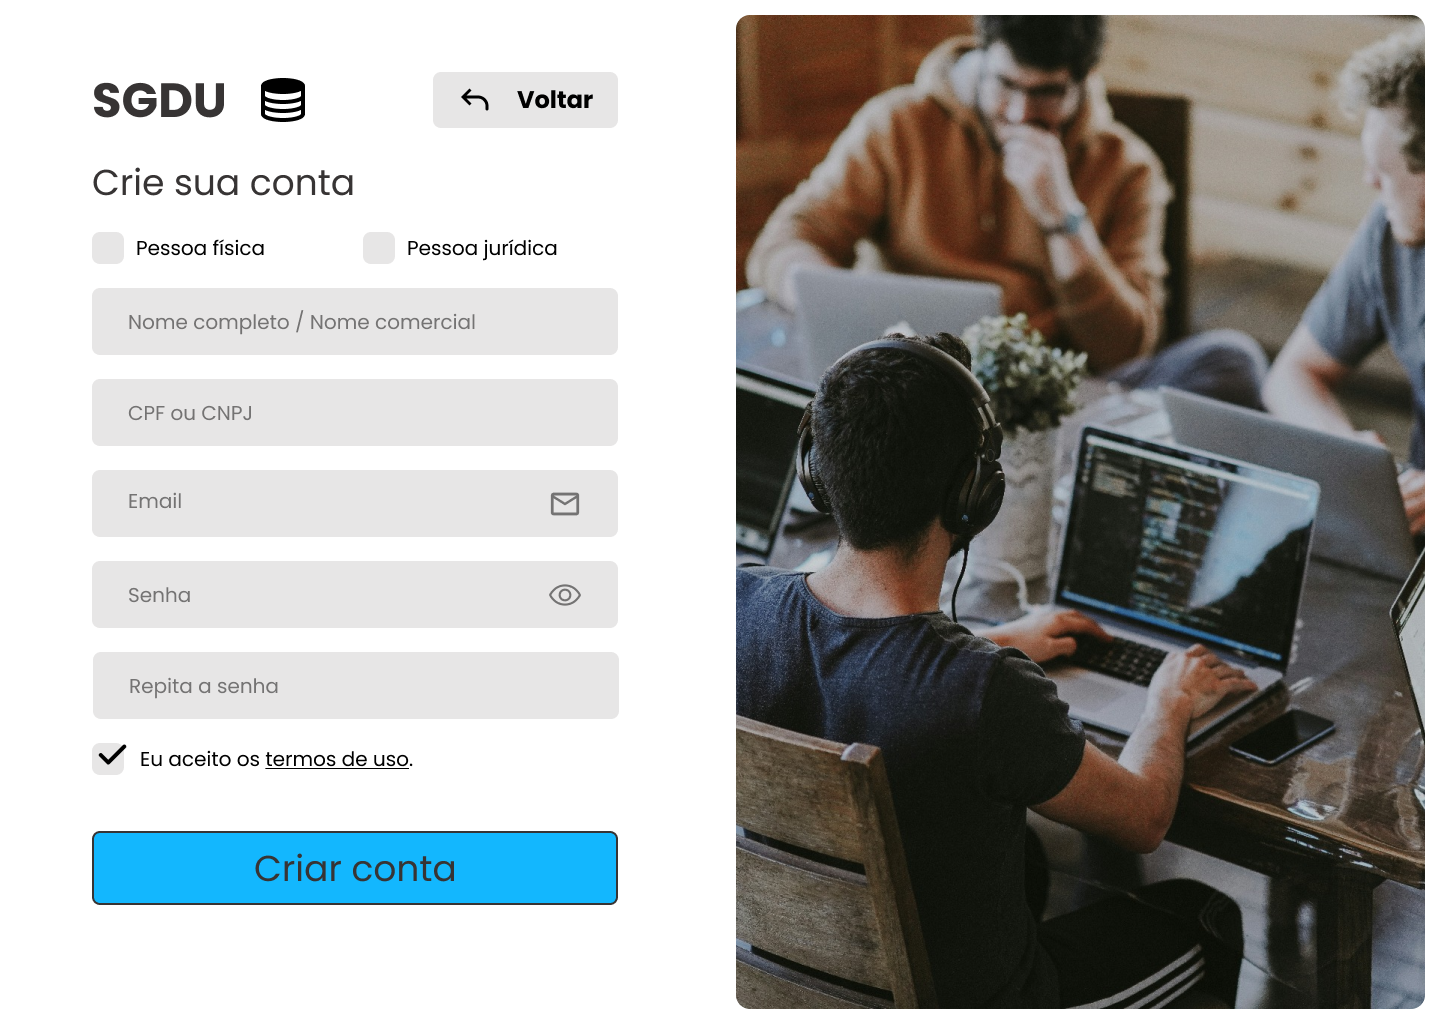 SGDU
Voltar
Crie sua conta
Pessoa física
Pessoa jurídica
Nome completo / Nome comercial
CPF ou CNPJ
Email
Senha
Repita a senha
Eu aceito os termos de uso.
Criar conta